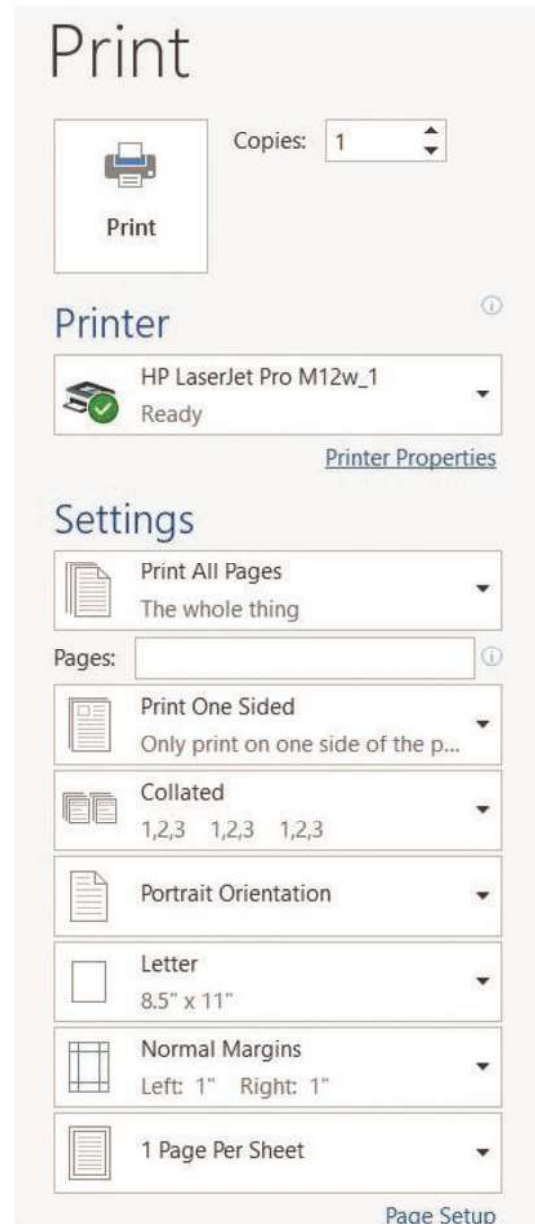 Print
Copies: 1
Print
Printer
HP LaserJet Pro M12w_1
Ready
Printer Properties
Settings
Print All Pages
The whole thing
Pages:
Print One Sided
Only print on one side of the p...
Collated
1,2,3 1,2,3 1,2,3
Portrait Orientation
Letter
8.5" x 11"
Normal Margins
Left: 1" Right: 1"
1 Page Per Sheet
Page Setup